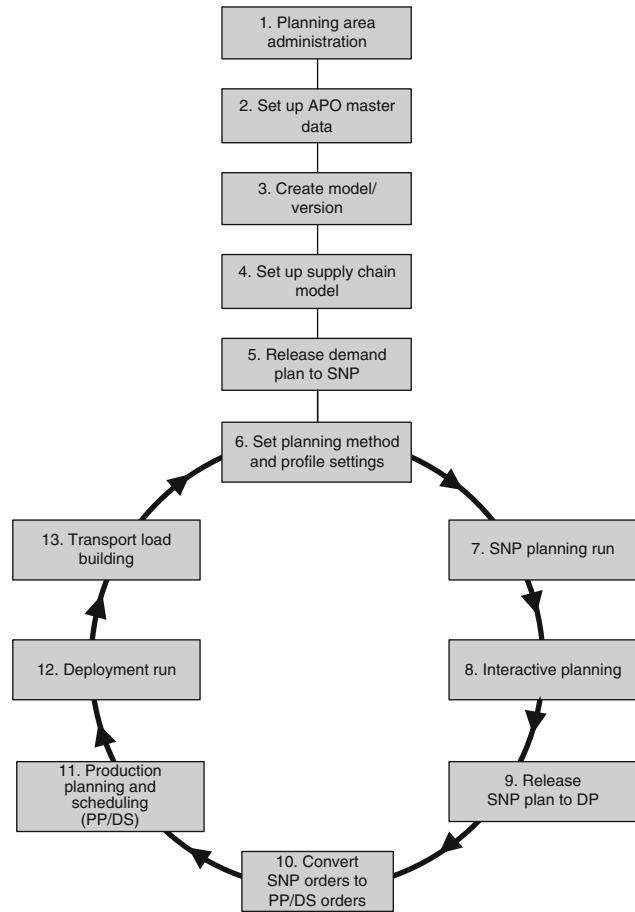 1. Planning area
administration
2. Set up APO master
data
3. Create model/
version
4. Set up supply chain
model
5. Release demand
plan to SNP
6. Set planning method
and profile settings
7. SNP planning run
8. Interactive planning
9. Release
SNP plan to DP
10. Convert
SNP orders to
PP/DS orders
11. Production
planning and
scheduling
(PP/DS)
12. Deployment run
13. Transport load
building